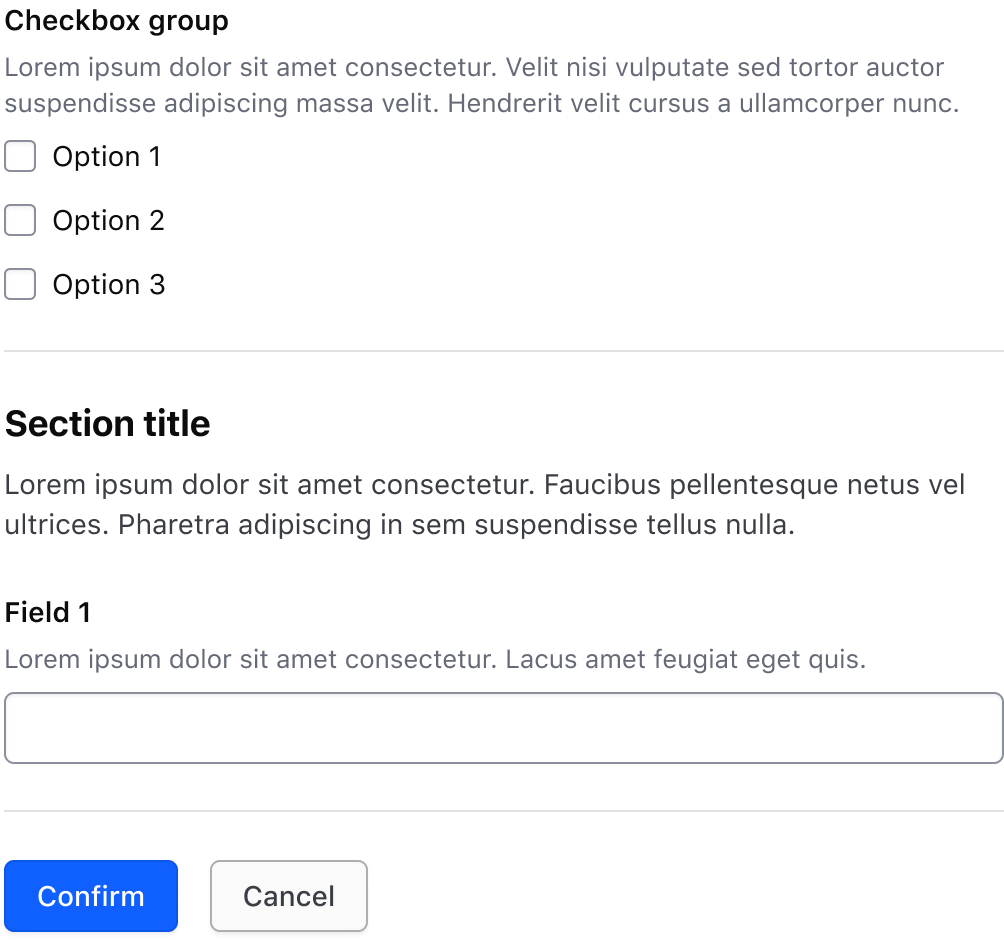 Checkbox group
Lorem ipsum dolor sit amet consectetur. Velit nisi vulputate sed tortor auctor
suspendisse adipiscing massa velit. Hendrerit velit cursus a ullamcorper nunc.
Option 1
Option 2
Option 3
Section title
Lorem ipsum dolor sit amet consectetur. Faucibus pellentesque netus vel
ultrices. Pharetra adipiscing in sem suspendisse tellus nulla.
Field 1
Lorem ipsum dolor sit amet consectetur. Lacus amet feugiat eget quis.
Confirm Cancel